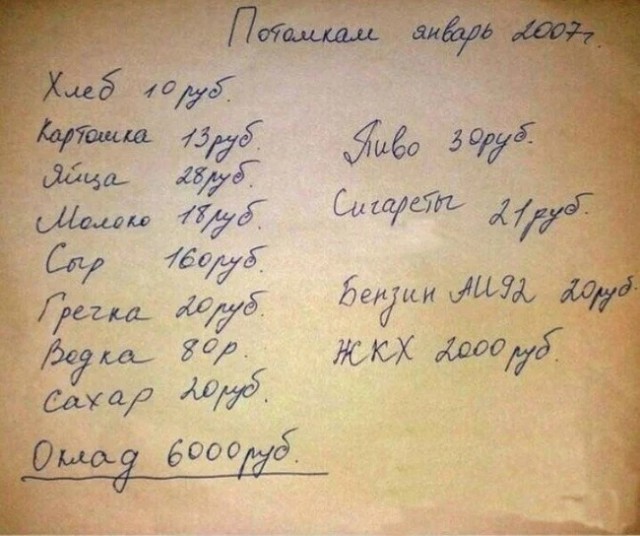 Потомкам январь 2007г.
Хлеб 10руб.
Картошка 13руб.
Яйца 28руб.
Молоко 18руб.
Сыр 160руб.
Гречка 20руб.
Водка 80р.
Сахар 20руб.
Оклад 6000руб.
Пиво 30руб.
Сигареты 21руб.
Бензин АИ92 20руб.
ЖКХ 2000руб.